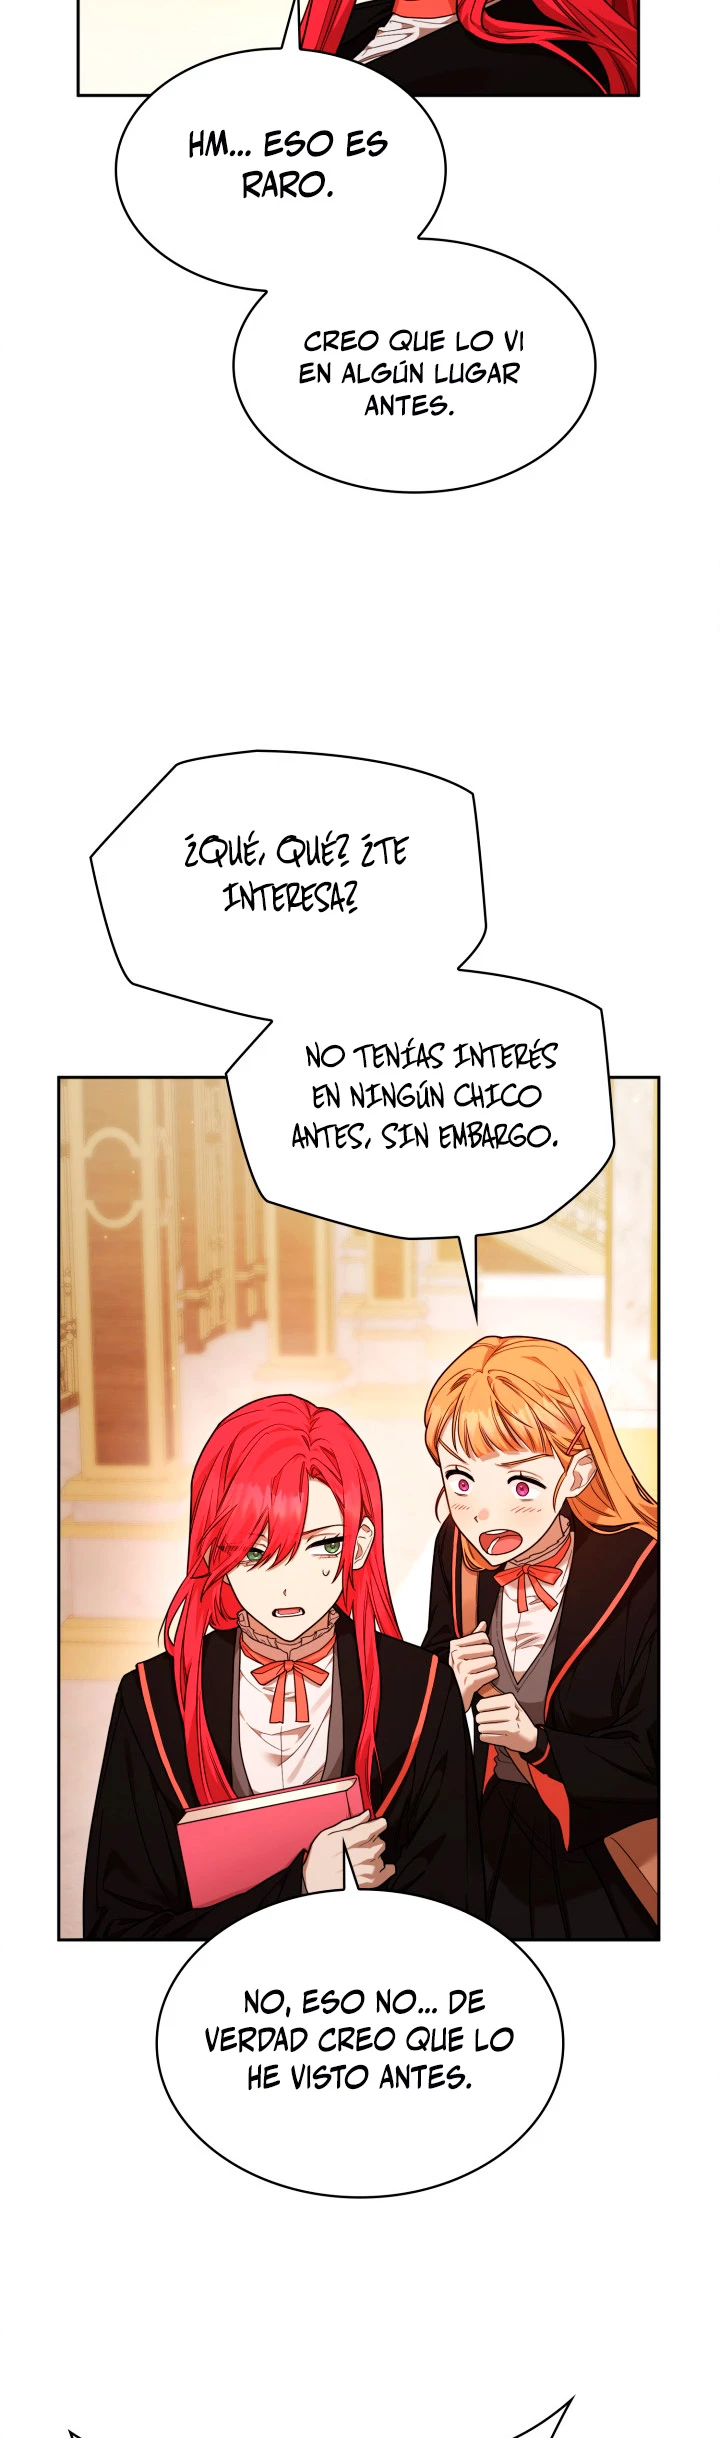 HM... ESO ES
RARO.
CREO QUE LO VI
EN ALGÚN LUGAR
ANTES.
¿QUÉ, QUÉ? ¿TE
INTERESA?
NO TENÍAS INTERÉS
EN NINGÚN CHICO
ANTES, SIN EMBARGO.
NO, ESO NO... DE
VERDAD CREO QUE LO
HE VISTO ANTES.